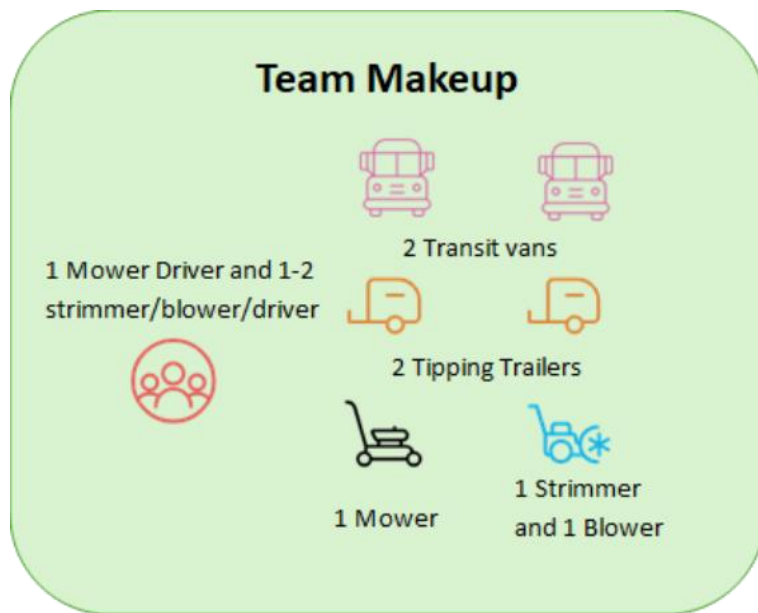 Team Makeup
2 Transit vans
1 Mower Driver and 1-2
strimmer/blower/driver
2 Tipping Trailers
1 Mower
1 Strimmer
and 1 Blower